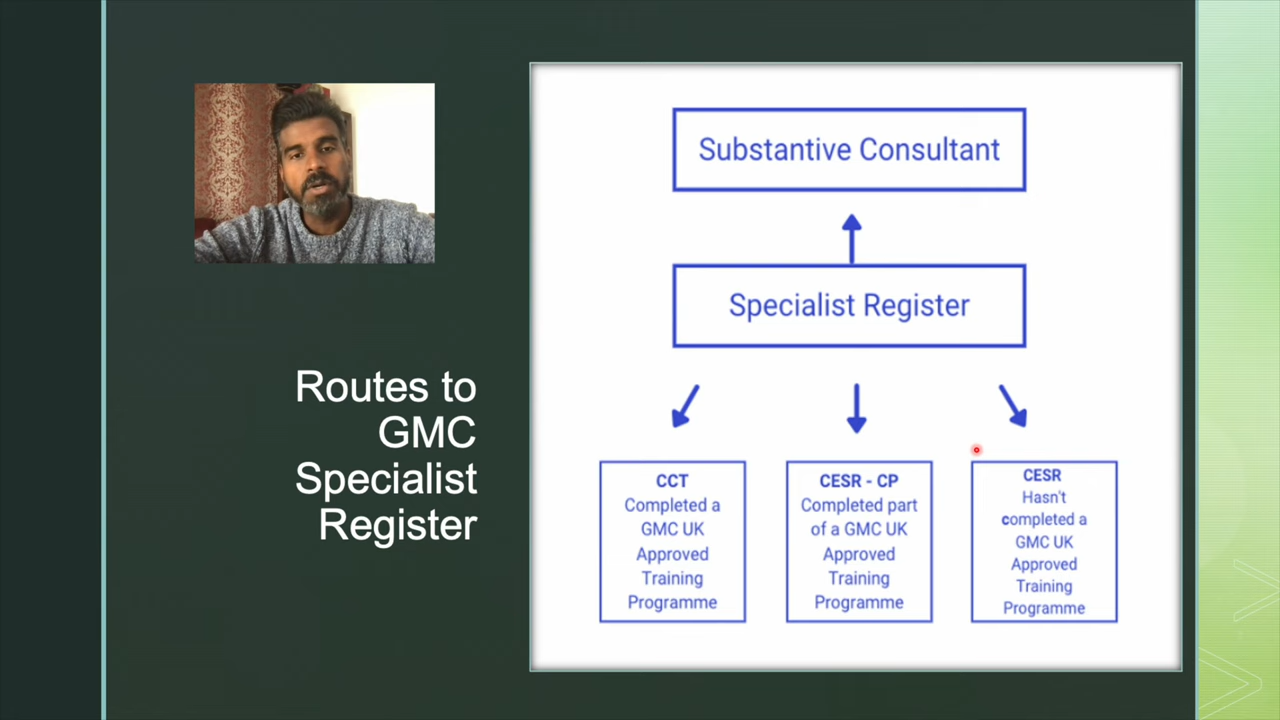 Routes to
GMC
Specialist
Register
Substantive Consultant
Specialist Register
CCT
Completed a
GMC UK
Approved
Training
Programme
CESR - CP
Completed part
of a GMC UK
Approved
Training
Programme
CESR
Hasn't
completed a
GMC UK
Approved
Training
Programme